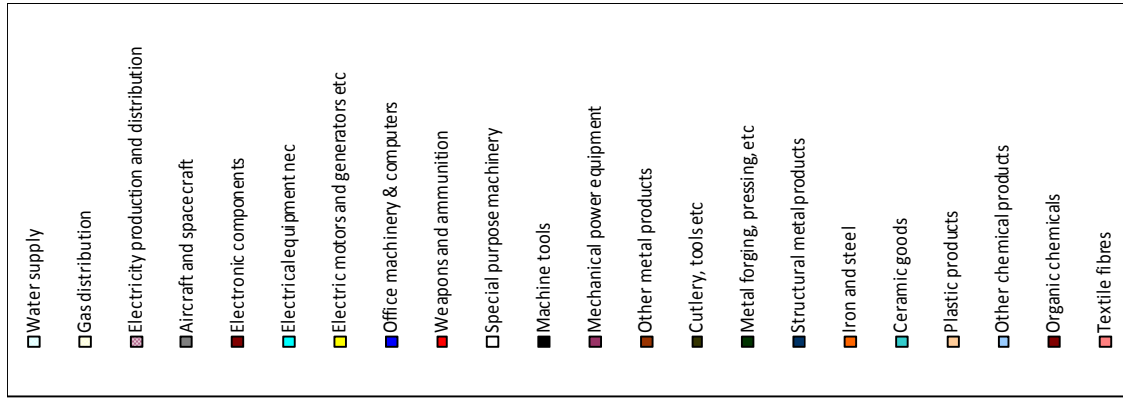 Water supply
Gas distribution
Electricity production and distribution
Aircraft and spacecraft
Electronic components
Electrical equipment nec
Electric motors and generators etc
Office machinery & computers
Weapons and ammunition
Special purpose machinery
Machine tools
Mechanical power equipment
Other metal products
Cutlery, tools etc
Metal forging, pressing, etc
Structural metal products
Iron and steel
Ceramic goods
Plastic products
Other chemical products
Organic chemicals
Textile fibres